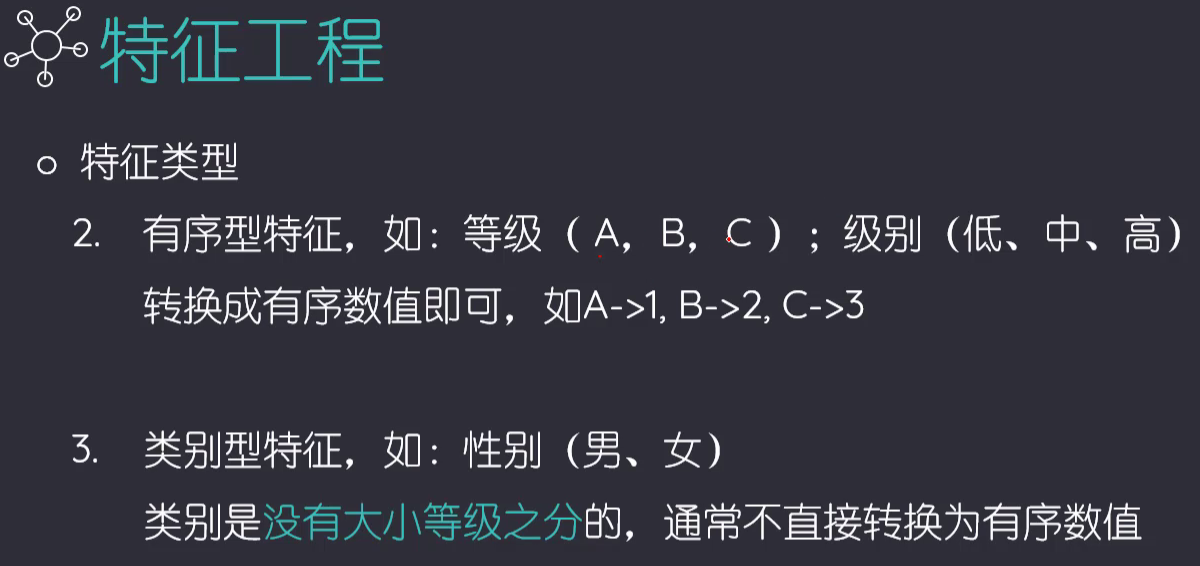 特征工程
特征类型
2. 有序型特征，如：等级（A，B，C）；级别（低、中、高）
转换成有序数值即可，如A->1, B->2, C->3
3. 类别型特征，如：性别（男、女）
类别是没有大小等级之分的，通常不直接转换为有序数值